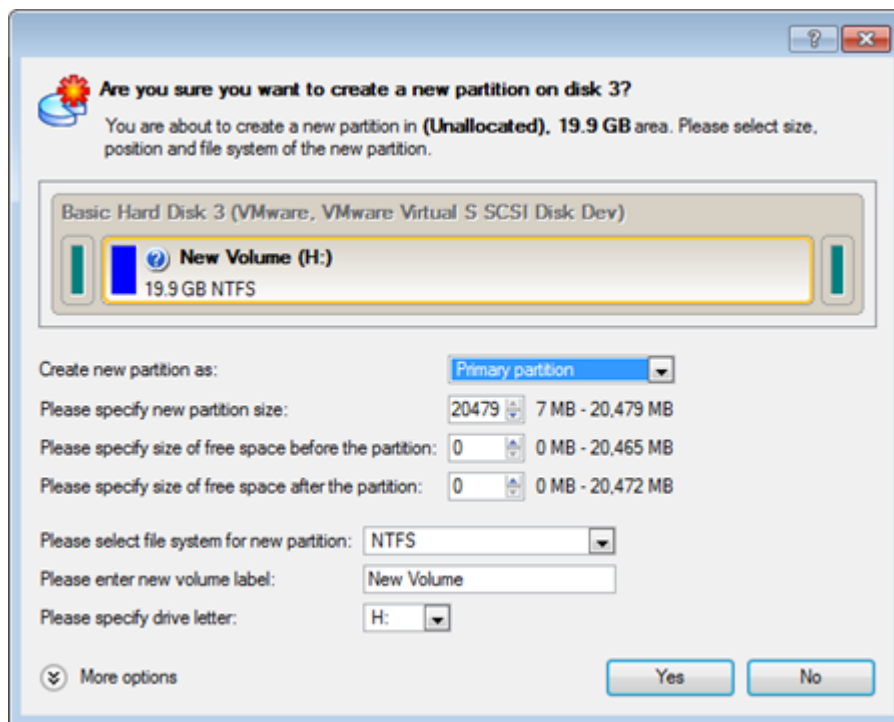 Are you sure you want to create a new partition on disk 3?
You are about to create a new partition in (Unallocated), 19.9 GB area. Please select size,
position and file system of the new partition.
Basic Hard Disk 3 (VMware, VMware Virtual S SCSI Disk Dev)
New Volume (H:)
19.9 GB NTFS
Create new partition as: Primary partition
Please specify new partition size: 20479 7 MB - 20,479 MB
Please specify size of free space before the partition: 0 0 MB - 20,465 MB
Please specify size of free space after the partition: 0 0 MB - 20,472 MB
Please select file system for new partition: NTFS
Please enter new volume label: New Volume
Please specify drive letter: H:
More options Yes No